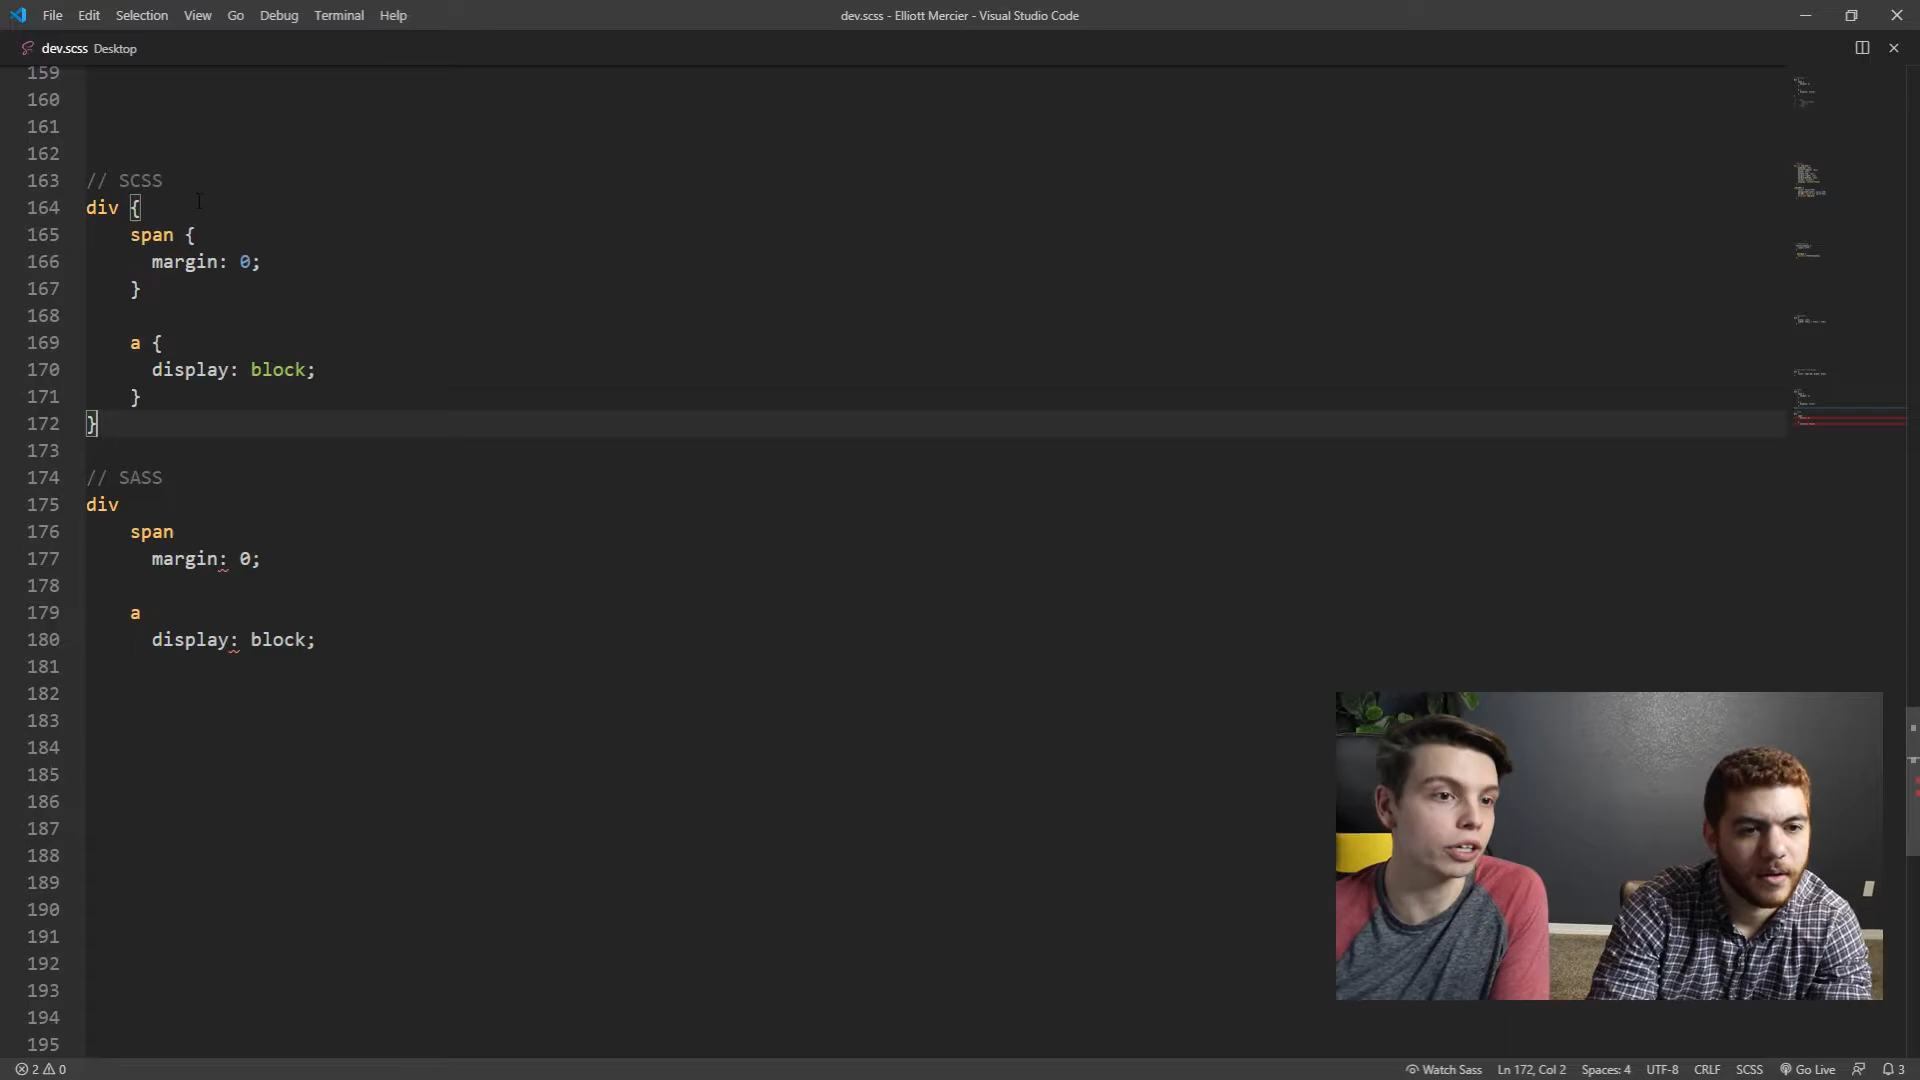 File Edit Selection View Go Debug Terminal Help
dev.scss - Elliott Mercier - Visual Studio Code
dev.scss Desktop
159
160
161
162
163 // SCSS
164 div {
165 span {
166 margin: 0;
167 }
168
169 a {
170 display: block;
171 }
172 }
173
174 // SASS
175 div
176 span
177 margin: 0;
178
179 a
180 display: block;
181
182
183
184
185
186
187
188
189
190
191
192
193
194
195
2 0
Watch Sass Ln 172, Col 2 Spaces: 4 UTF-8 CRLF SCSS Go Live 3